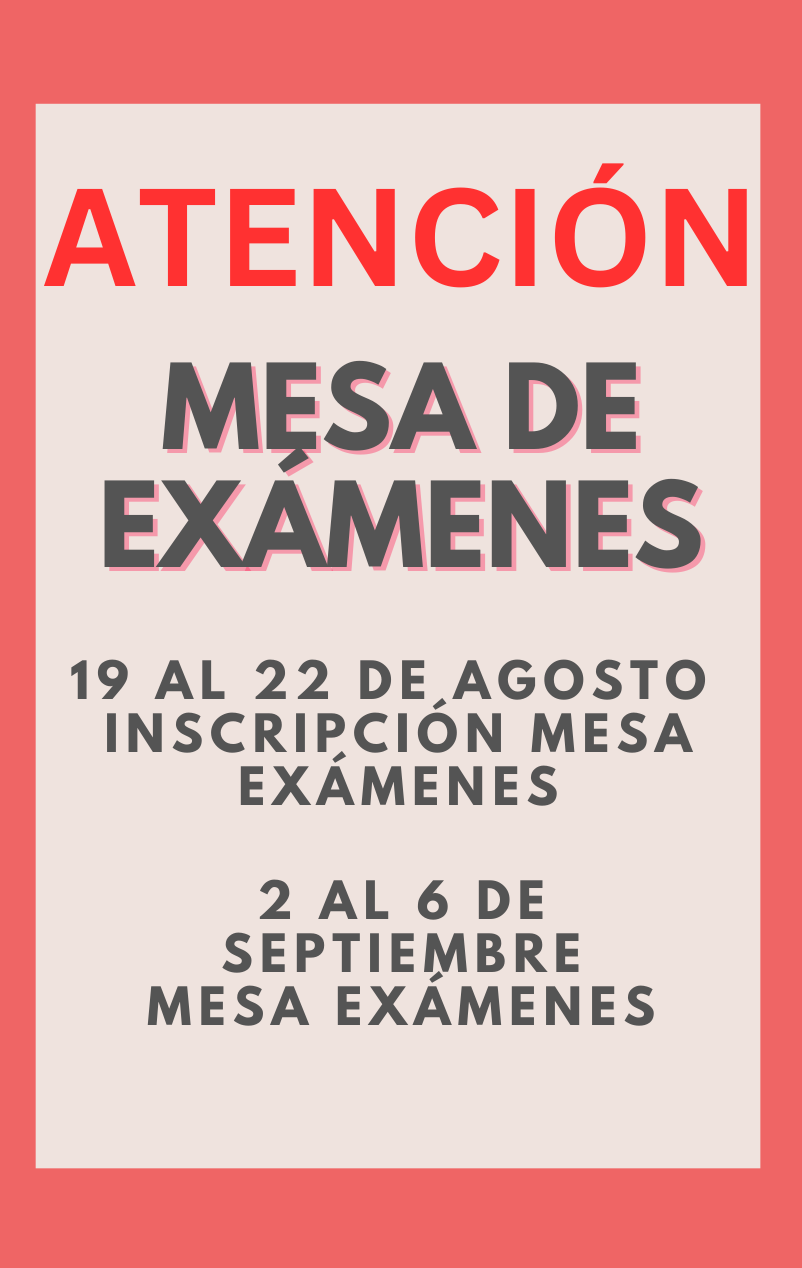 ATENCIÓN
MESA DE
EXÁMENES
19 AL 22 DE AGOSTO
INSCRIPCIÓN MESA
EXÁMENES
2 AL 6 DE
SEPTIEMBRE
MESA EXÁMENES